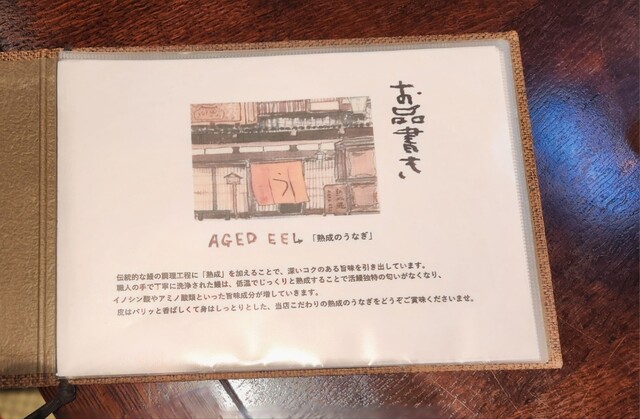 お品書き
う
AGED EEL 「熟成のうなぎ」
伝統的な鰻の調理工程に「熟成」を加えることで、深いコクのある旨味を引き出しています。
職人の手で丁寧に洗浄された鰻は、低温でじっくりと熟成することで活鰻独特の匂いがなくなり、
イノシン酸やアミノ酸類といった旨味成分が増していきます。
皮はパリッと香ばしくて身はしっとりとした、当店こだわりの熟成のうなぎをどうぞご賞味くださいませ。